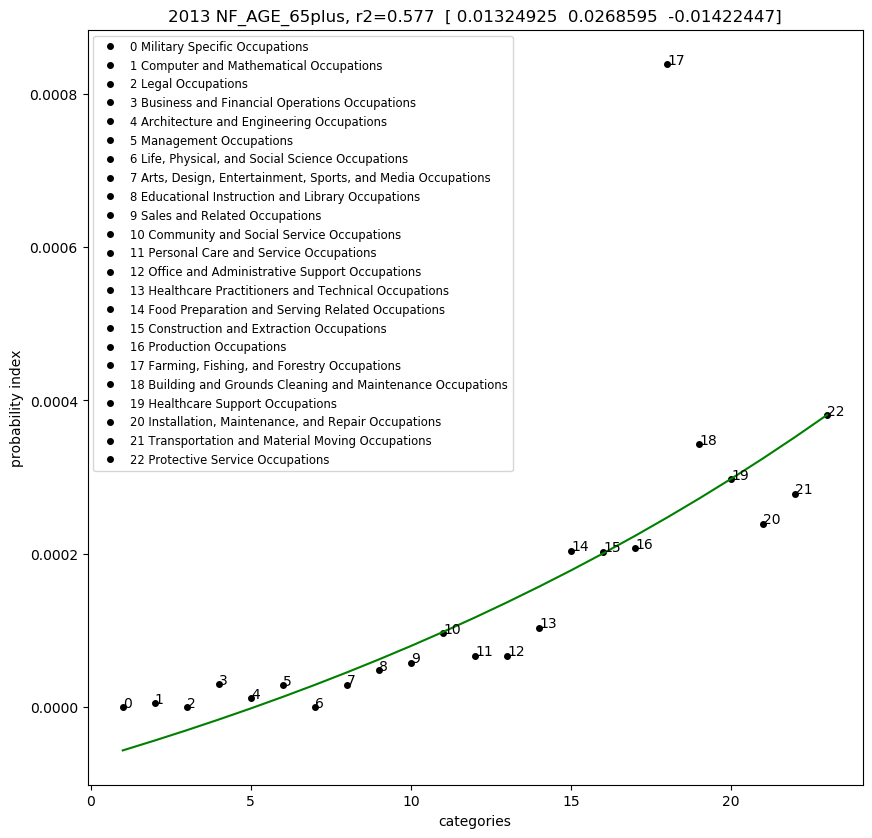 2013 NF_AGE_65plus, r2=0.577  [ 0.01324925  0.0268595  -0.01422447]
0 Military Specific Occupations
1 Computer and Mathematical Occupations
2 Legal Occupations
3 Business and Financial Operations Occupations
4 Architecture and Engineering Occupations
5 Management Occupations
6 Life, Physical, and Social Science Occupations
7 Arts, Design, Entertainment, Sports, and Media Occupations
8 Educational Instruction and Library Occupations
9 Sales and Related Occupations
10 Community and Social Service Occupations
11 Personal Care and Service Occupations
12 Office and Administrative Support Occupations
13 Healthcare Practitioners and Technical Occupations
14 Food Preparation and Serving Related Occupations
15 Construction and Extraction Occupations
16 Production Occupations
17 Farming, Fishing, and Forestry Occupations
18 Building and Grounds Cleaning and Maintenance Occupations
19 Healthcare Support Occupations
20 Installation, Maintenance, and Repair Occupations
21 Transportation and Material Moving Occupations
22 Protective Service Occupations
probability index
0.0008
0.0006
0.0004
0.0002
0.0000
0
1
2
3
4
5
6
7
8
9
10
11
12
13
14
15
16
17
18
19
20
21
22
0 5 10 15 20
categories